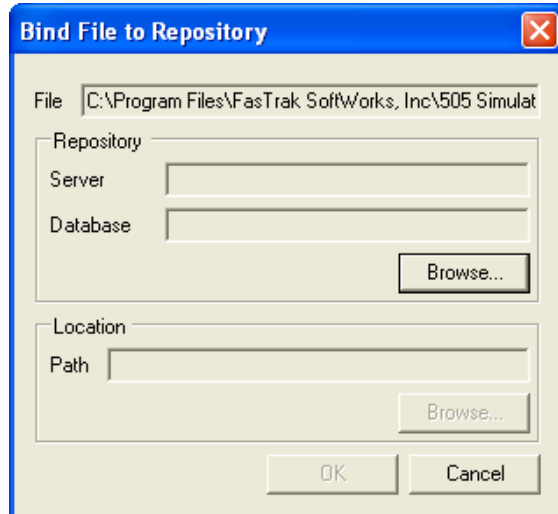 Bind File to Repository
File C:\Program Files\FasTrak SoftWorks, Inc\505 Simulat
Repository
Server
Database
Browse...
Location
Path
Browse...
OK Cancel